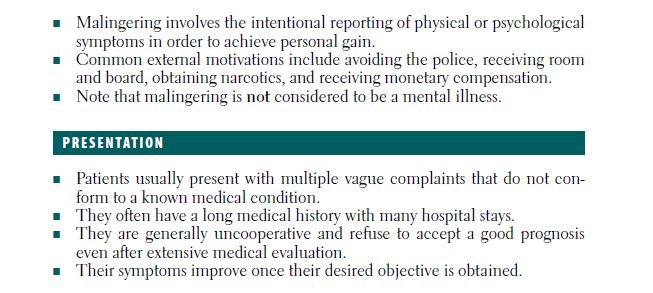 ▪ Malingering involves the intentional reporting of physical or psychological
symptoms in order to achieve personal gain.
▪ Common external motivations include avoiding the police, receiving room
and board, obtaining narcotics, and receiving monetary compensation.
▪ Note that malingering is not considered to be a mental illness.
PRESENTATION
▪ Patients usually present with multiple vague complaints that do not con-
form to a known medical condition.
▪ They often have a long medical history with many hospital stays.
▪ They are generally uncooperative and refuse to accept a good prognosis
even after extensive medical evaluation.
▪ Their symptoms improve once their desired objective is obtained.